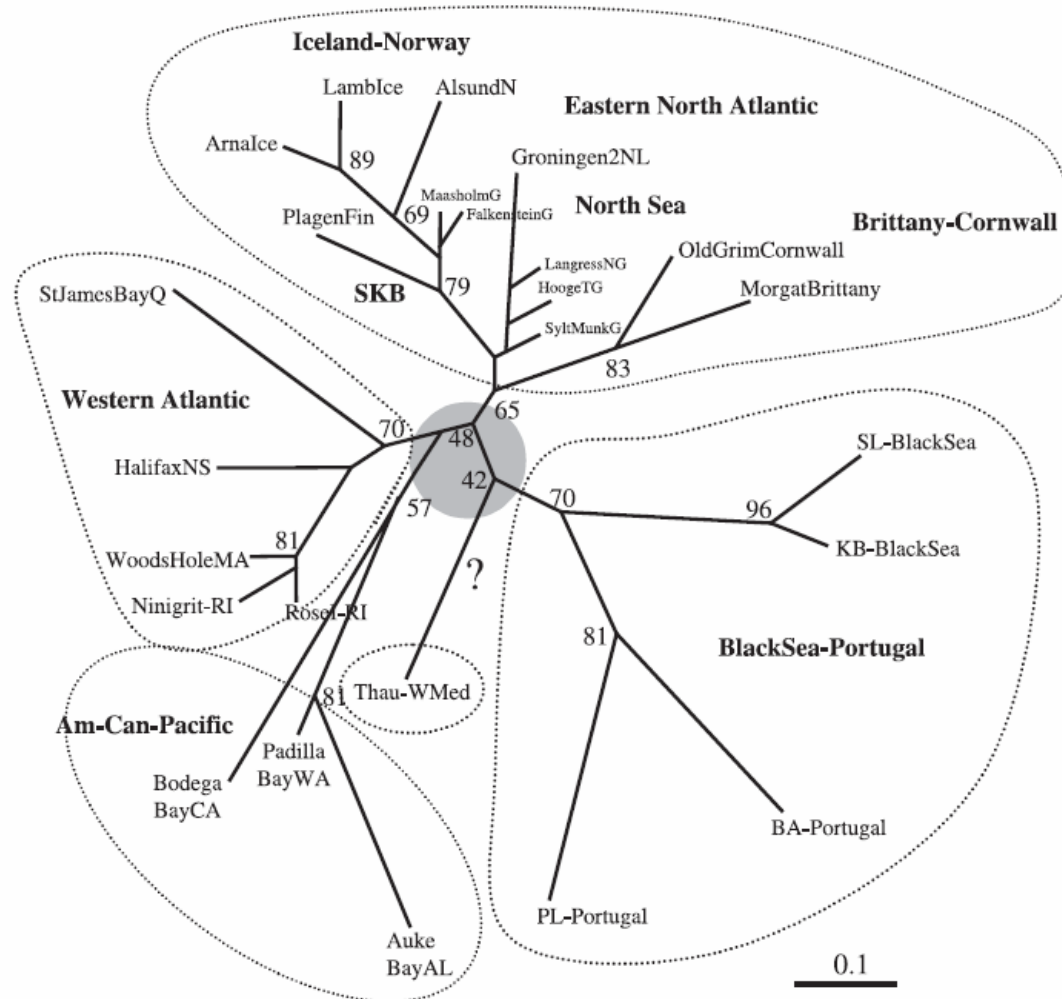 Iceland-Norway
LambIce
AlsundN
Eastern North Atlantic
ArnaIce
89
Groningen2NL
MaasholmG
FalkensteinG
69
PlagenFin
North Sea
Brittany-Cornwall
OldGrimCornwall
LangressNG
SKB
79
HoogeTG
MorgatBrittany
StJamesBayQ
SyltMunkG
83
Western Atlantic
65
70
48
SL-BlackSea
HalifaxNS
42
70
96
57
KB-BlackSea
81
WoodsHoleMA
?
Ninigrit-RI
Rosel-RI
81
BlackSea-Portugal
Thau-WMed
81
Am-Can-Pacific
Padilla
BayWA
Bodega
BayCA
BA-Portugal
PL-Portugal
Auke
BayAL
0.1